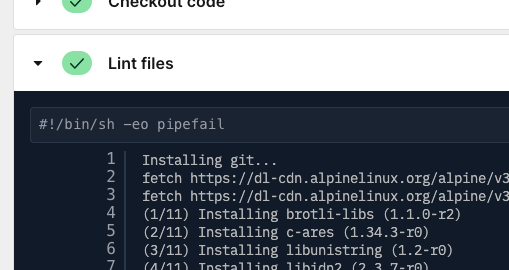 Checkout code
Lint files
#!/bin/sh -eo pipefail
1 Installing git...
2 fetch https://dl-cdn.alpinelinux.org/alpine/v3
3 fetch https://dl-cdn.alpinelinux.org/alpine/v3
4 (1/11) Installing brotli-libs (1.1.0-r2)
5 (2/11) Installing c-ares (1.34.3-r0)
6 (3/11) Installing libunistring (1.2-r0)
7 (4/11) Installing libidn2 (2.3.7-r0)